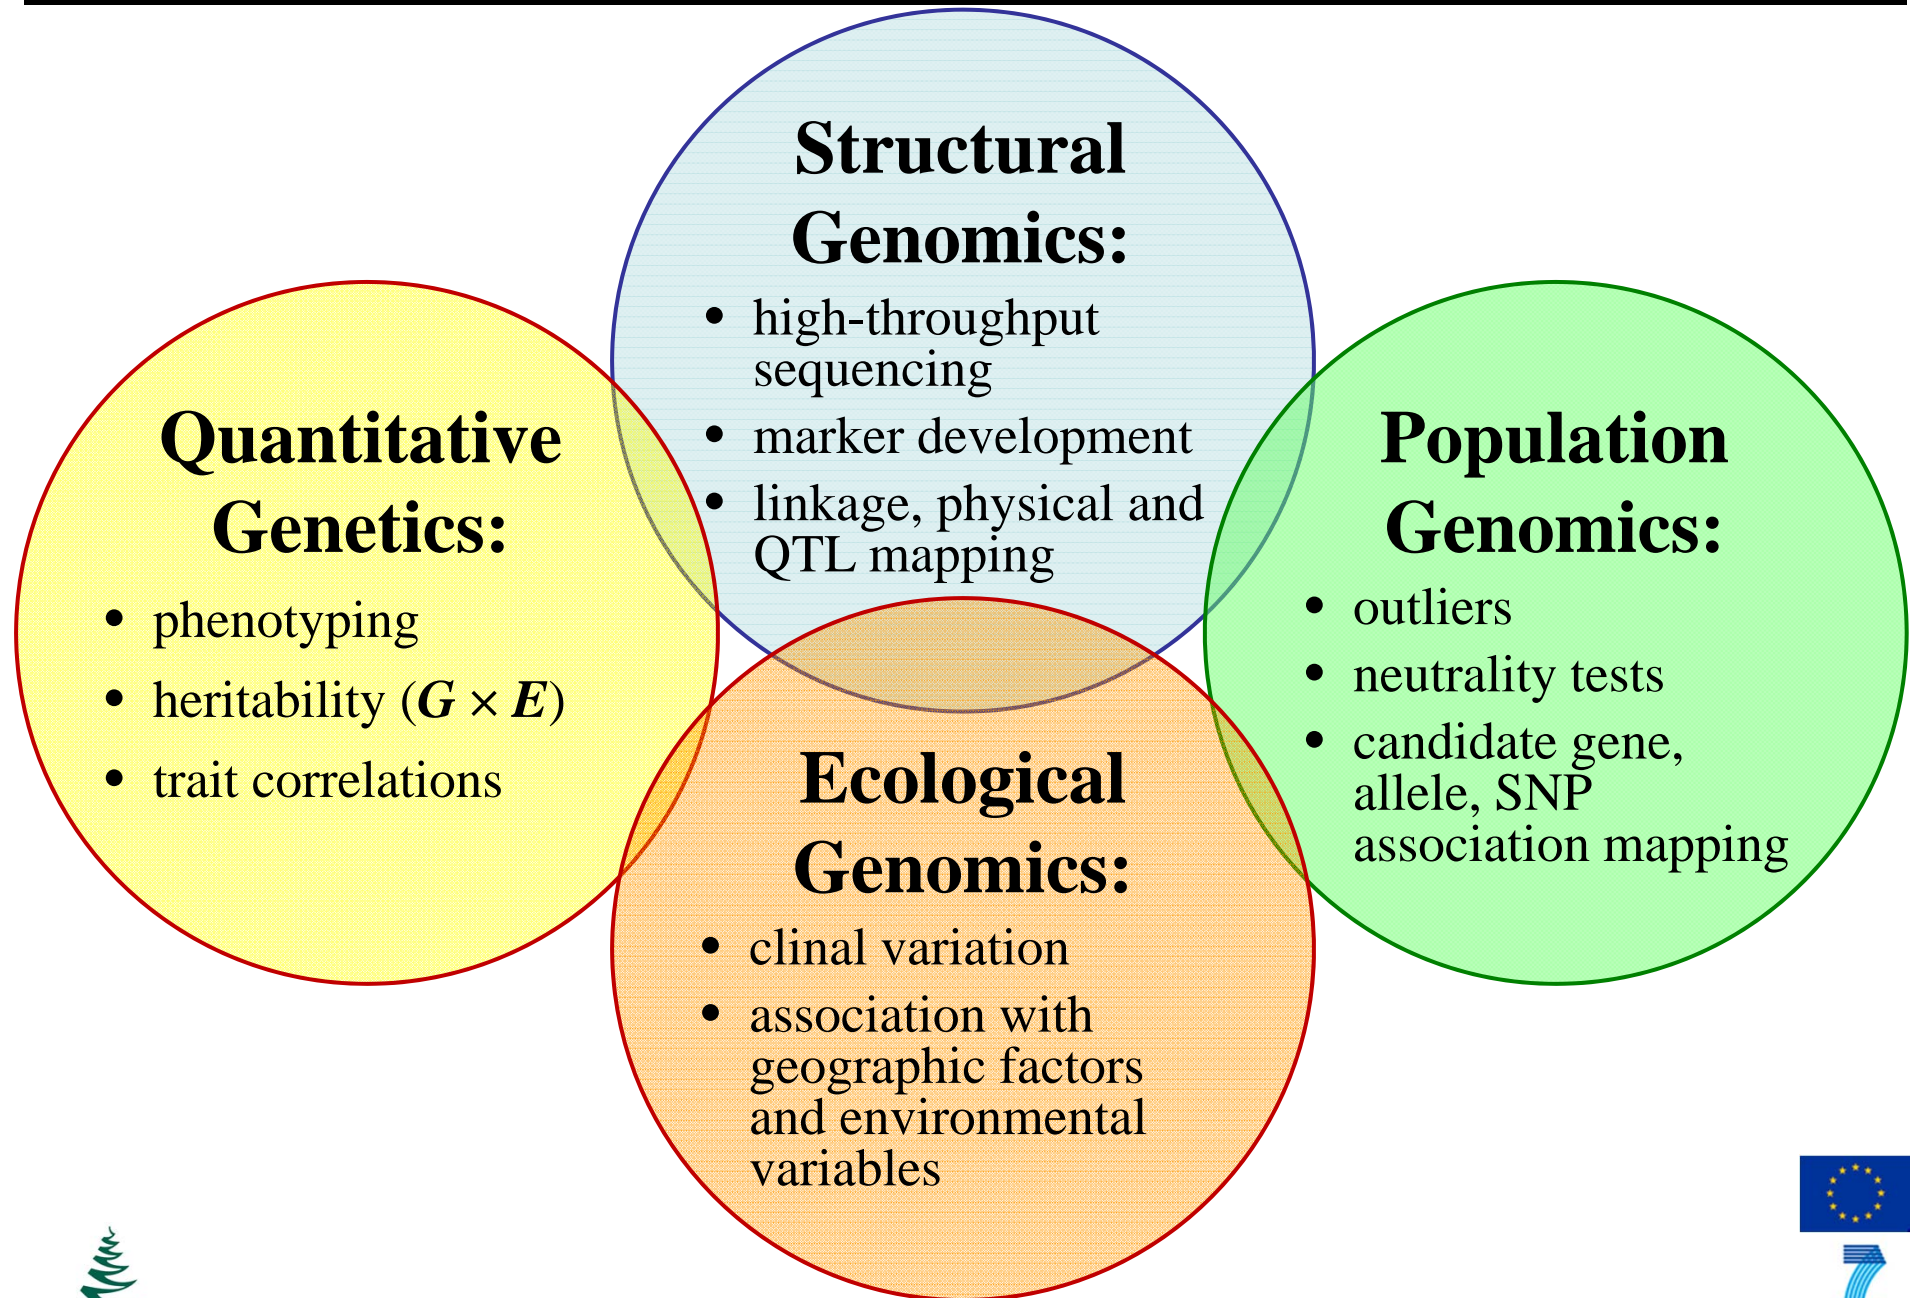 Structural
Genomics:
• high-throughput
sequencing
• marker development
• linkage, physical and
QTL mapping
Quantitative
Genetics:
• phenotyping
• heritability (G × E)
• trait correlations
Population
Genomics:
• outliers
• neutrality tests
• candidate gene,
allele, SNP
association mapping
Ecological
Genomics:
• clinal variation
• association with
geographic factors
and environmental
variables
7